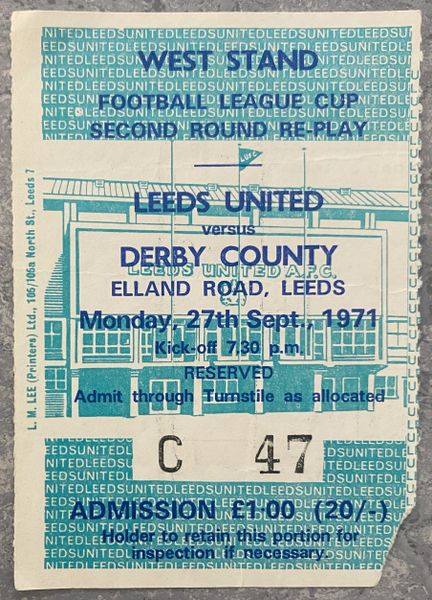 WEST STAND
FOOTBALL LEAGUE CUP
SECOND ROUND RE-PLAY
LUFC
LEEDS UNITED
versus
DERBY COUNTY
LEEDS UNITED A.F.C.
ELLAND ROAD, LEEDS
Monday, 27th Sept., 1971
Kick-off 7.30 p.m.
RESERVED
Admit through Turnstile as allocated
C 47
ADMISSION £1·00 (20/-)
Holder to retain this portion for
inspection if necessary.
L. M. LEE (Printers) Ltd., 106/106a North St., Leeds 7